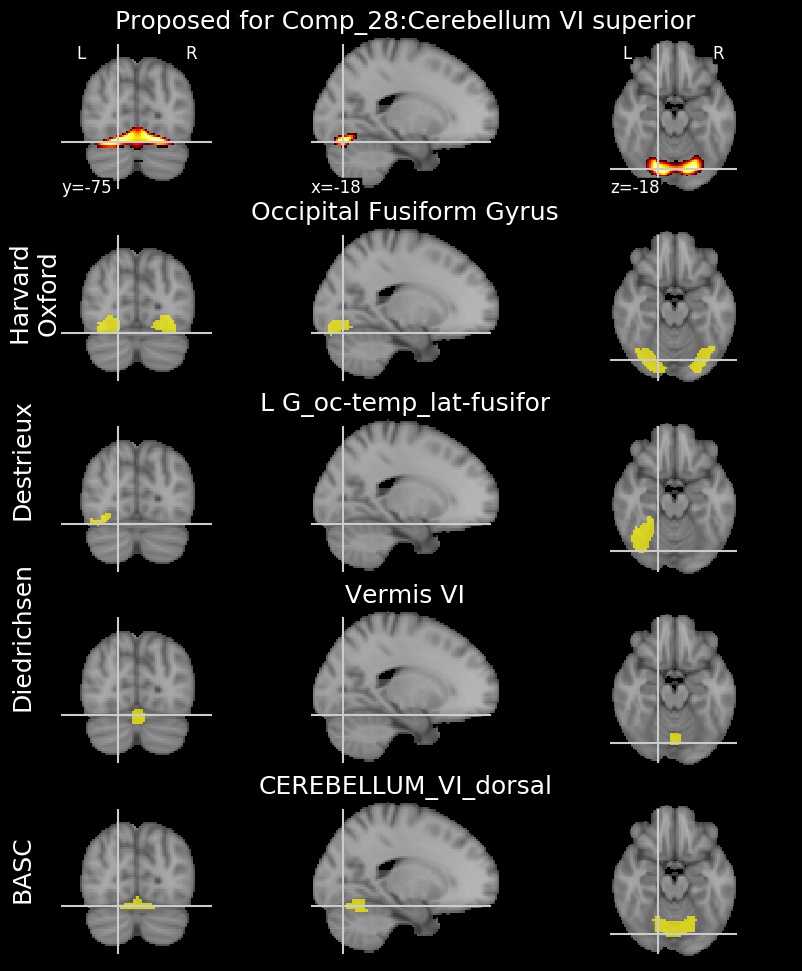 Proposed for Comp_28:Cerebellum VI superior
L R
L R
y=-75
x=-18
z=-18
Occipital Fusiform Gyrus
Harvard
Oxford
L G_oc-temp_lat-fusifor
Destrieux
Vermis VI
Diedrichsen
CEREBELLUM_VI_dorsal
BASC